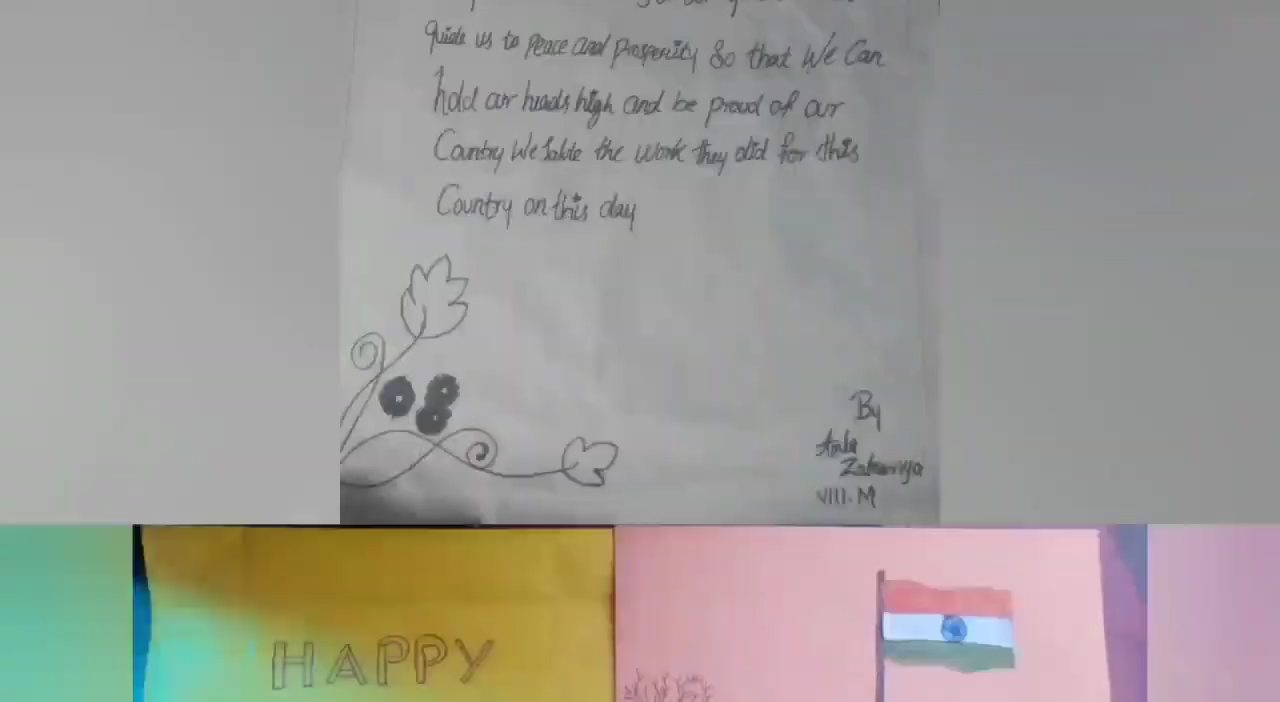 guide us to peace and prosperity So that We Can
hold our heads high and be proud of our
Country We Salute the work they did for this
Country on this day
By
VIII.M
HAPPY